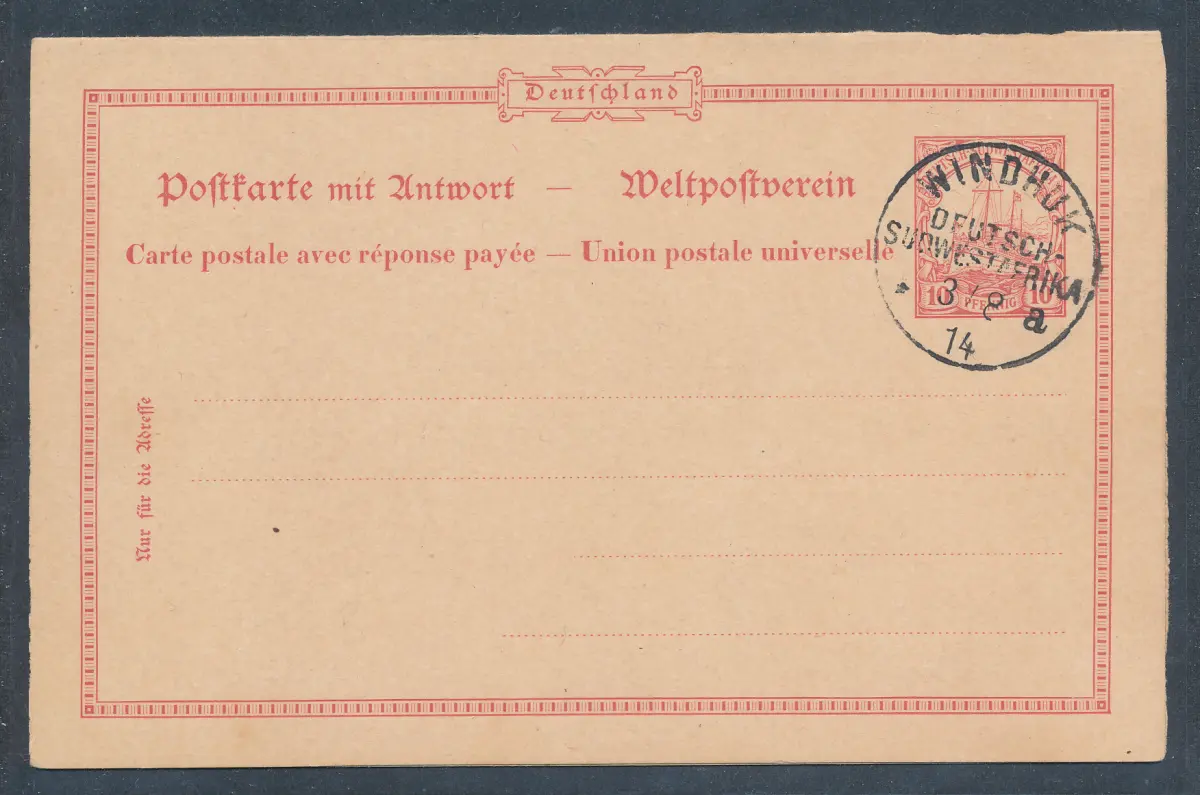 Deutschland
Postkarte mit Antwort — Weltpostverein
Carte postale avec réponse payée — Union postale universelle
WINDHUK
DEUTSCH-
SÜDWESTAFRIKA
* 3/8 a
14
10 PFENNIG 10
Nur für die Adresse